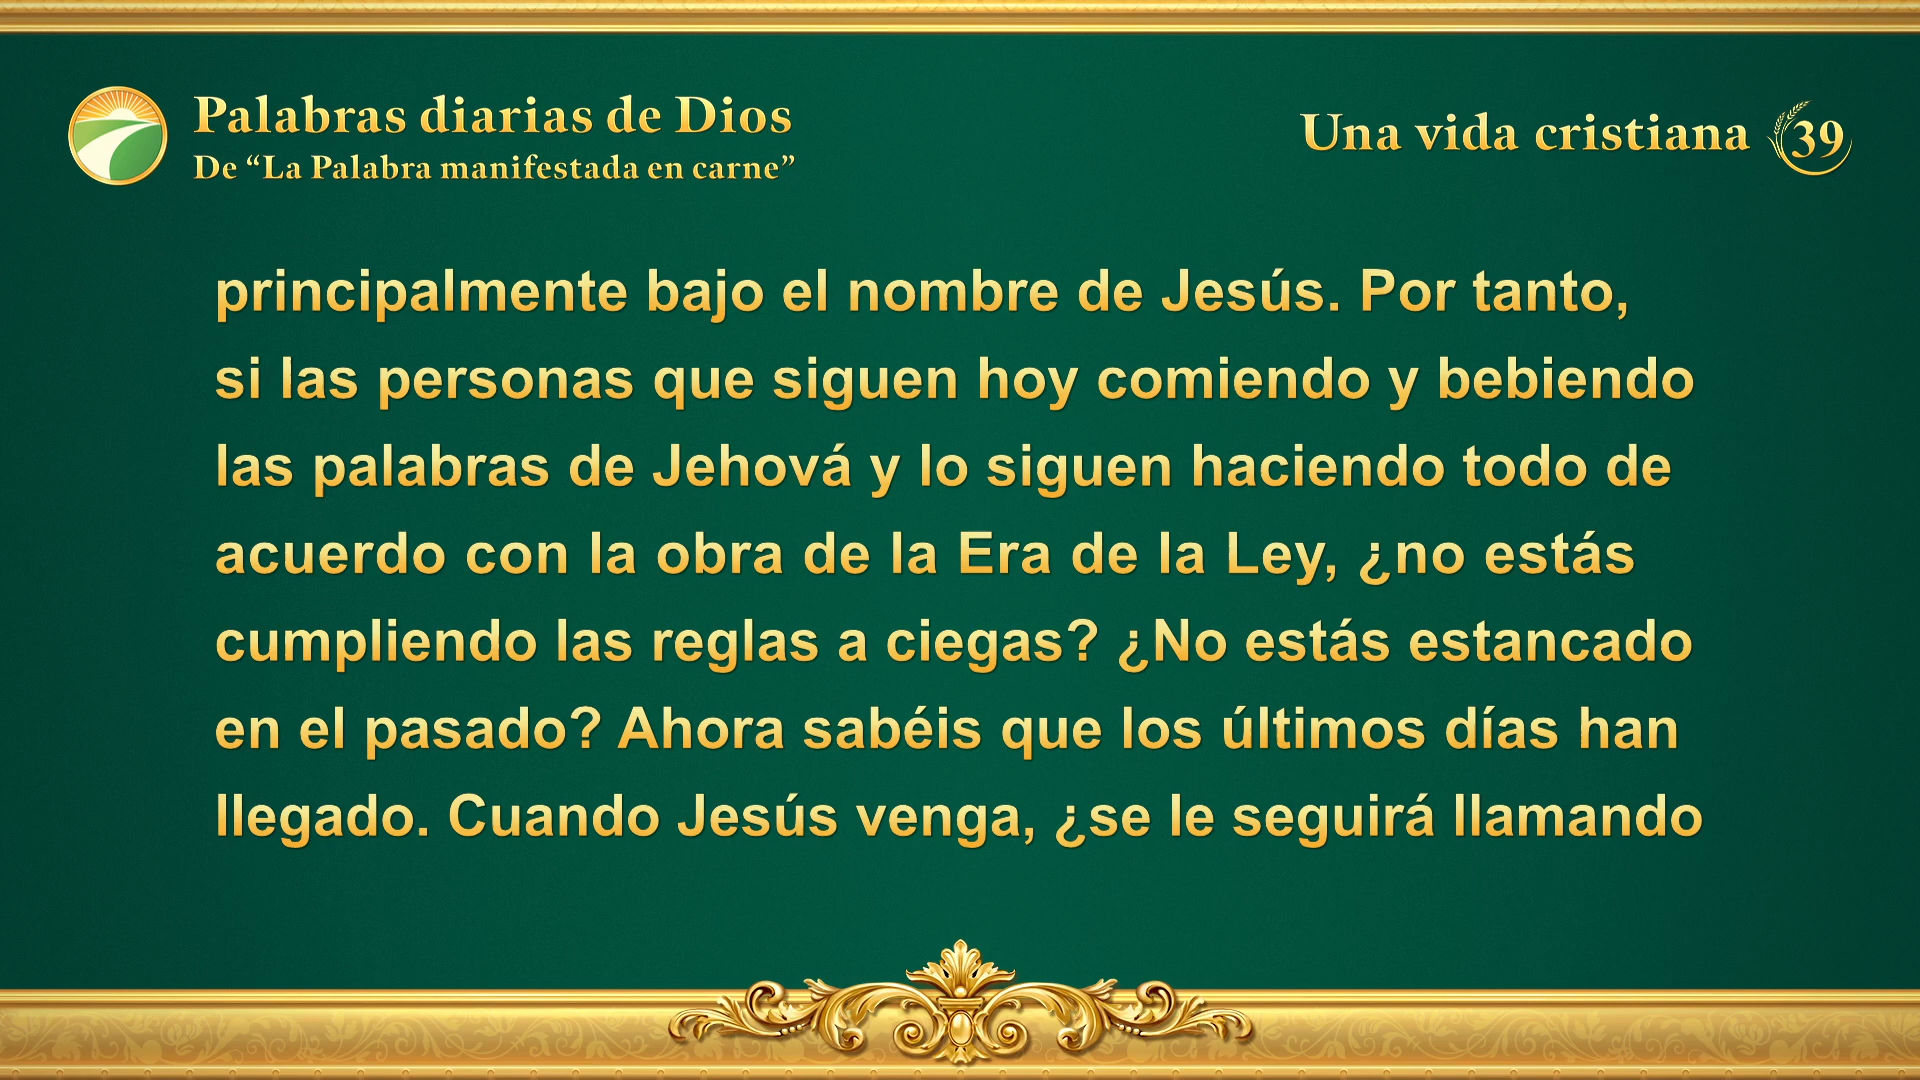 Palabras diarias de Dios
De “La Palabra manifestada en carne”
Una vida cristiana 39
principalmente bajo el nombre de Jesús. Por tanto,
si las personas que siguen hoy comiendo y bebiendo
las palabras de Jehová y lo siguen haciendo todo de
acuerdo con la obra de la Era de la Ley, ¿no estás
cumpliendo las reglas a ciegas? ¿No estás estancado
en el pasado? Ahora sabéis que los últimos días han
llegado. Cuando Jesús venga, ¿se le seguirá llamando